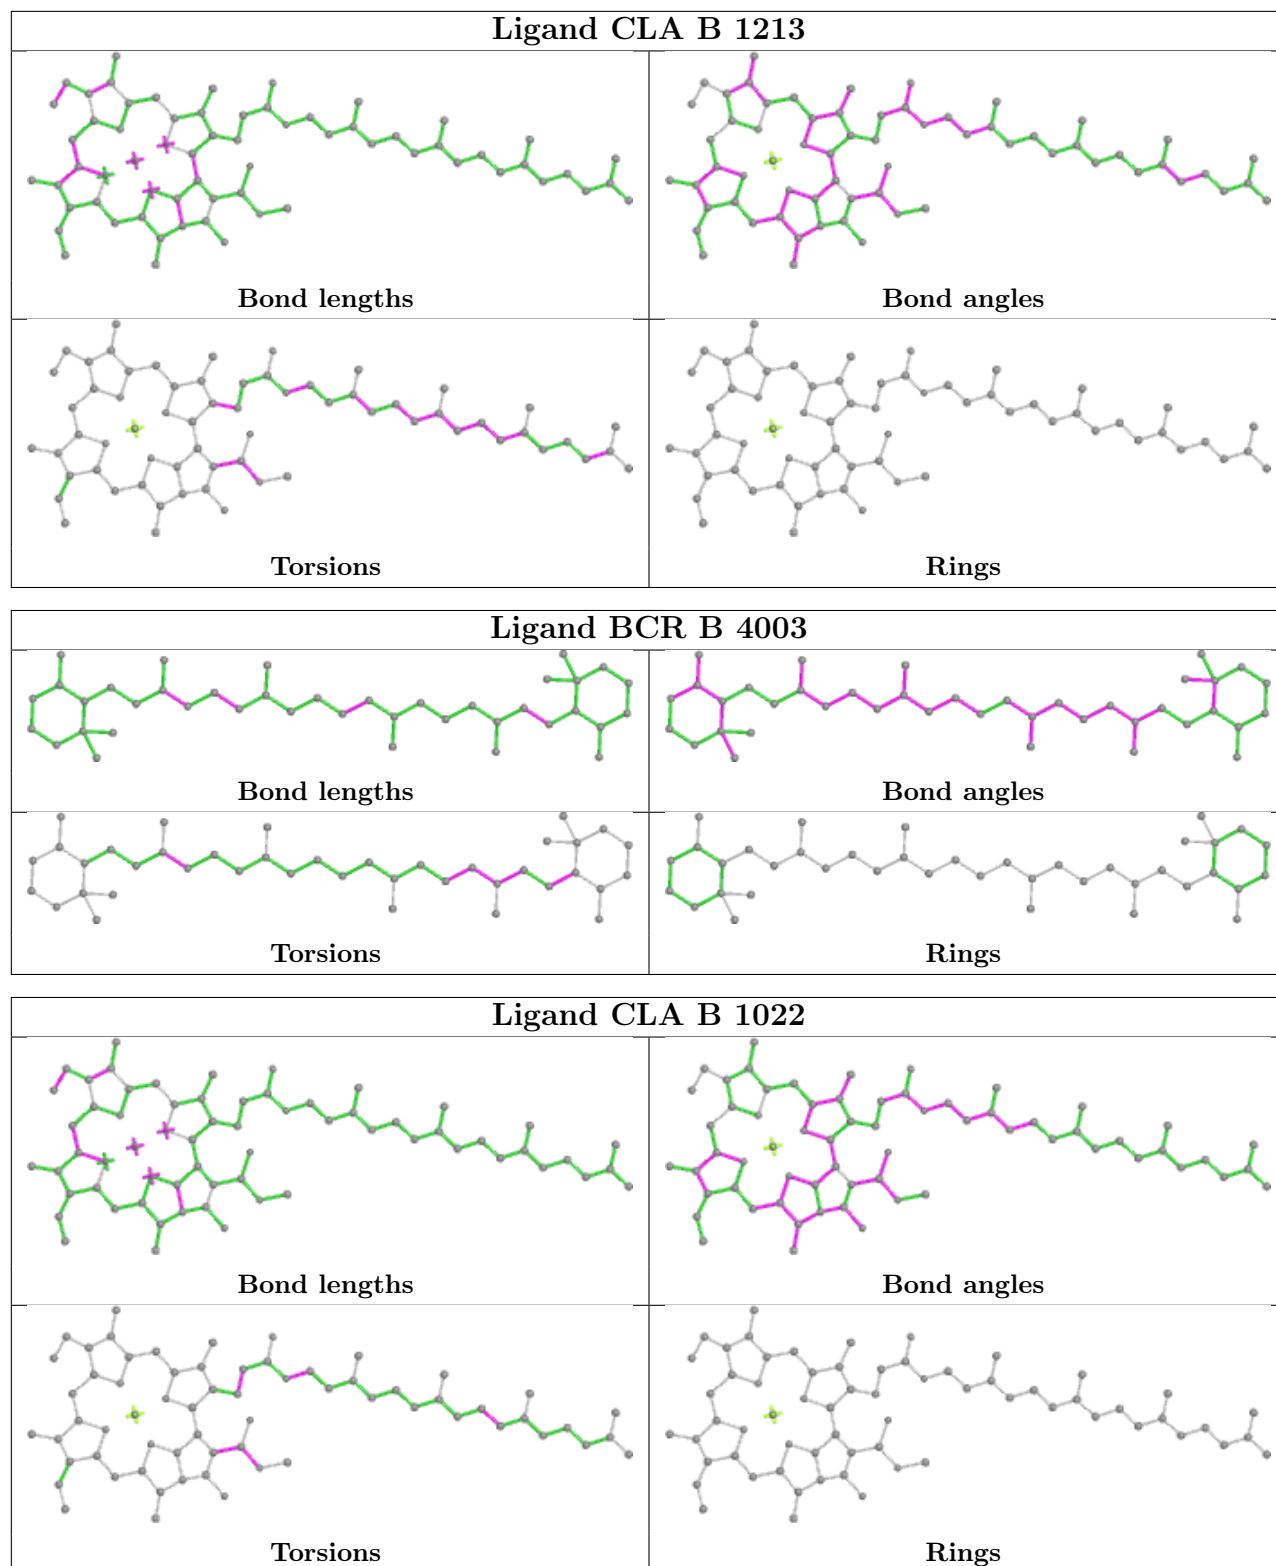 Ligand CLA B 1213
Bond lengths
Bond angles
Torsions
Rings
Ligand BCR B 4003
Bond lengths
Bond angles
Torsions
Rings
Ligand CLA B 1022
Bond lengths
Bond angles
Torsions
Rings